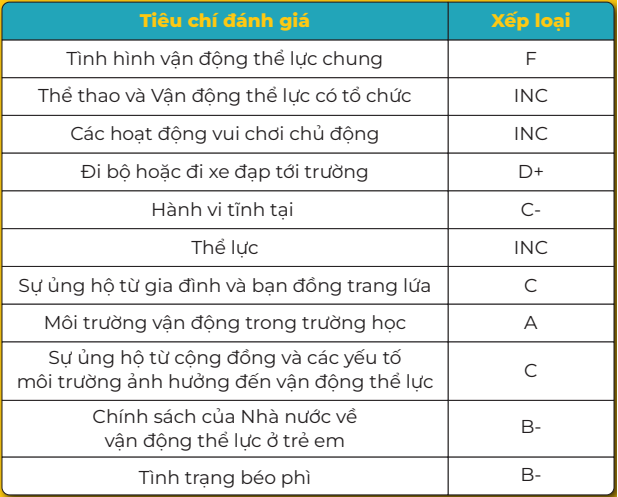 Tiêu chí đánh giá Xếp loại
Tình hình vận động thể lực chung F
Thể thao và Vận động thể lực có tổ chức INC
Các hoạt động vui chơi chủ động INC
Đi bộ hoặc đi xe đạp tới trường D+
Hành vi tĩnh tại C-
Thể lực INC
Sự ủng hộ từ gia đình và bạn đồng trang lứa C
Môi trường vận động trong trường học A
Sự ủng hộ từ cộng đồng và các yếu tố
môi trường ảnh hưởng đến vận động thể lực C
Chính sách của Nhà nước về
vận động thể lực ở trẻ em B-
Tình trạng béo phì B-